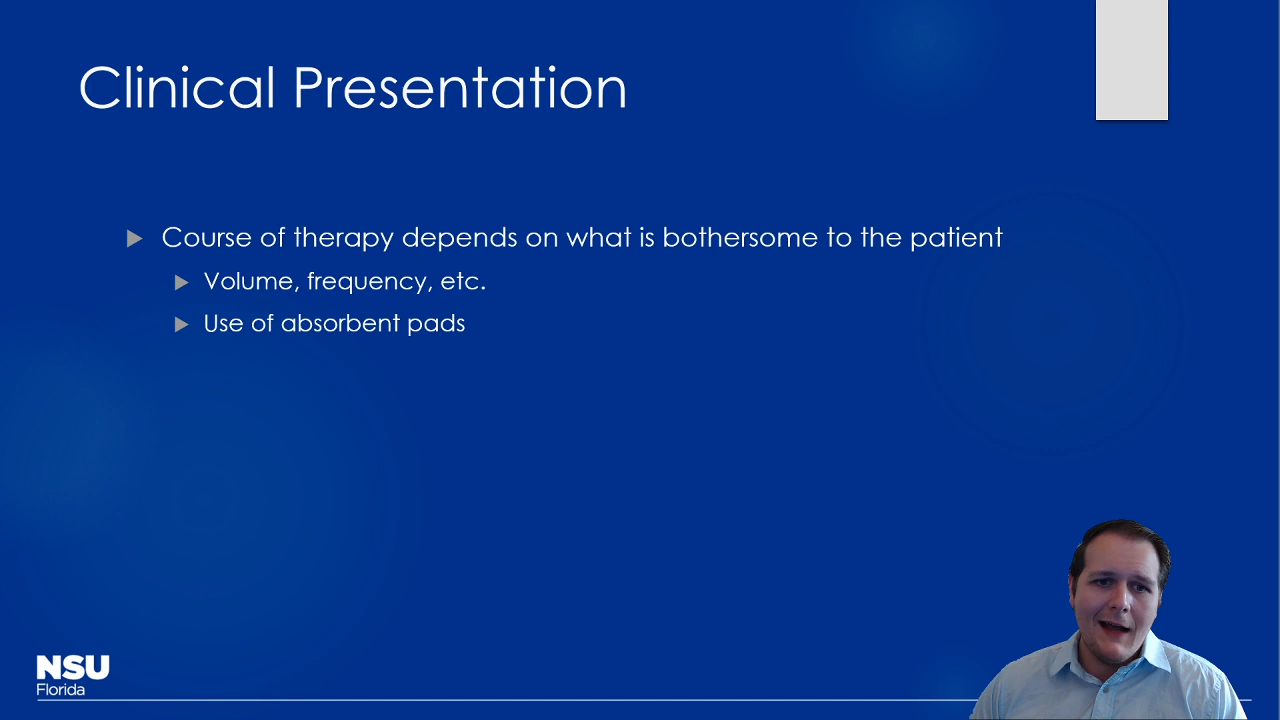 Clinical Presentation
Course of therapy depends on what is bothersome to the patient
Volume, frequency, etc.
Use of absorbent pads
NSU
Florida